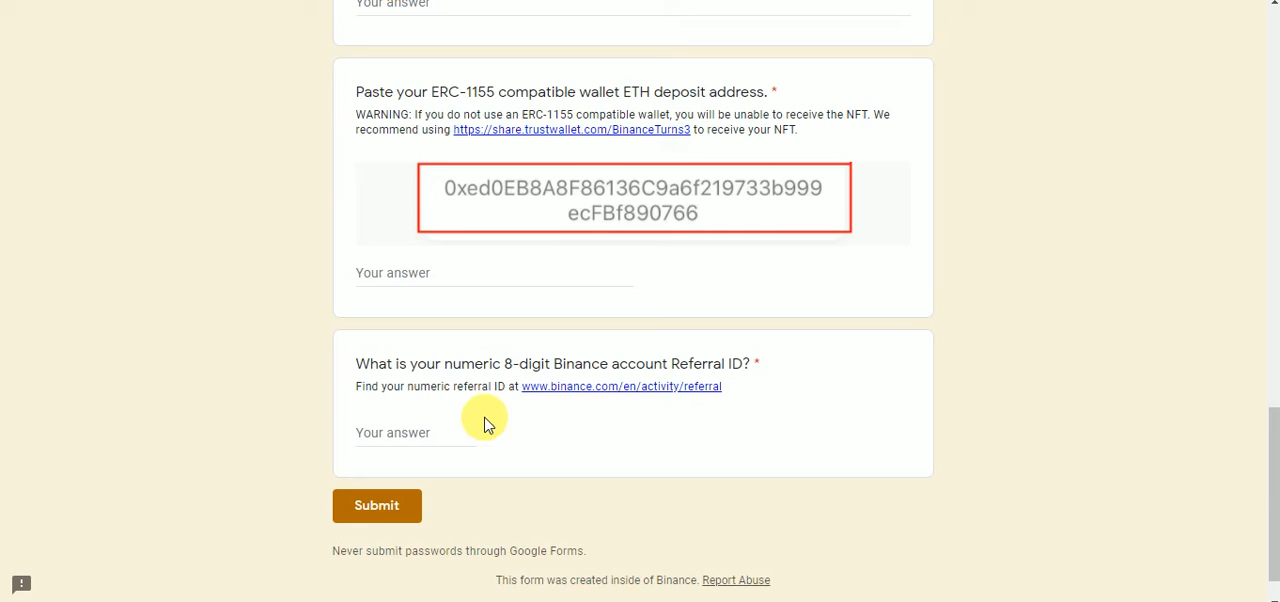 Your answer
Paste your ERC-1155 compatible wallet ETH deposit address. *
WARNING: If you do not use an ERC-1155 compatible wallet, you will be unable to receive the NFT. We
recommend using https://share.trustwallet.com/BinanceTurns3 to receive your NFT.
0xed0EB8A8F86136C9a6f219733b999
ecFBf890766
Your answer
What is your numeric 8-digit Binance account Referral ID? *
Find your numeric referral ID at www.binance.com/en/activity/referral
Your answer
Submit
Never submit passwords through Google Forms.
This form was created inside of Binance. Report Abuse